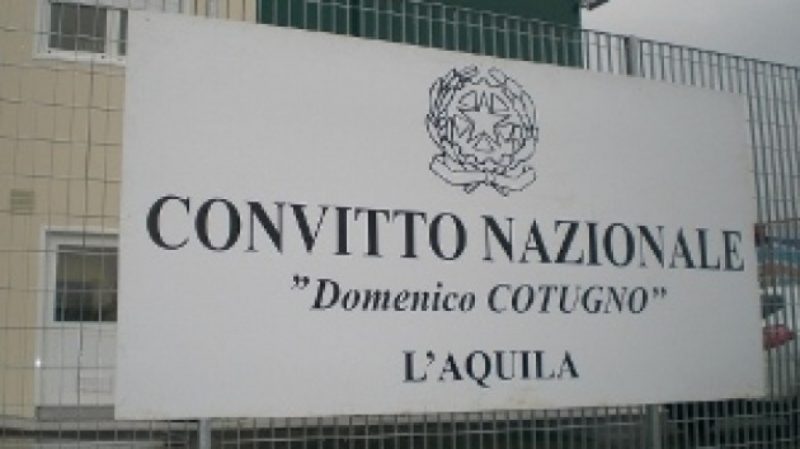 CONVITTO NAZIONALE
"Domenico COTUGNO"
L'AQUILA